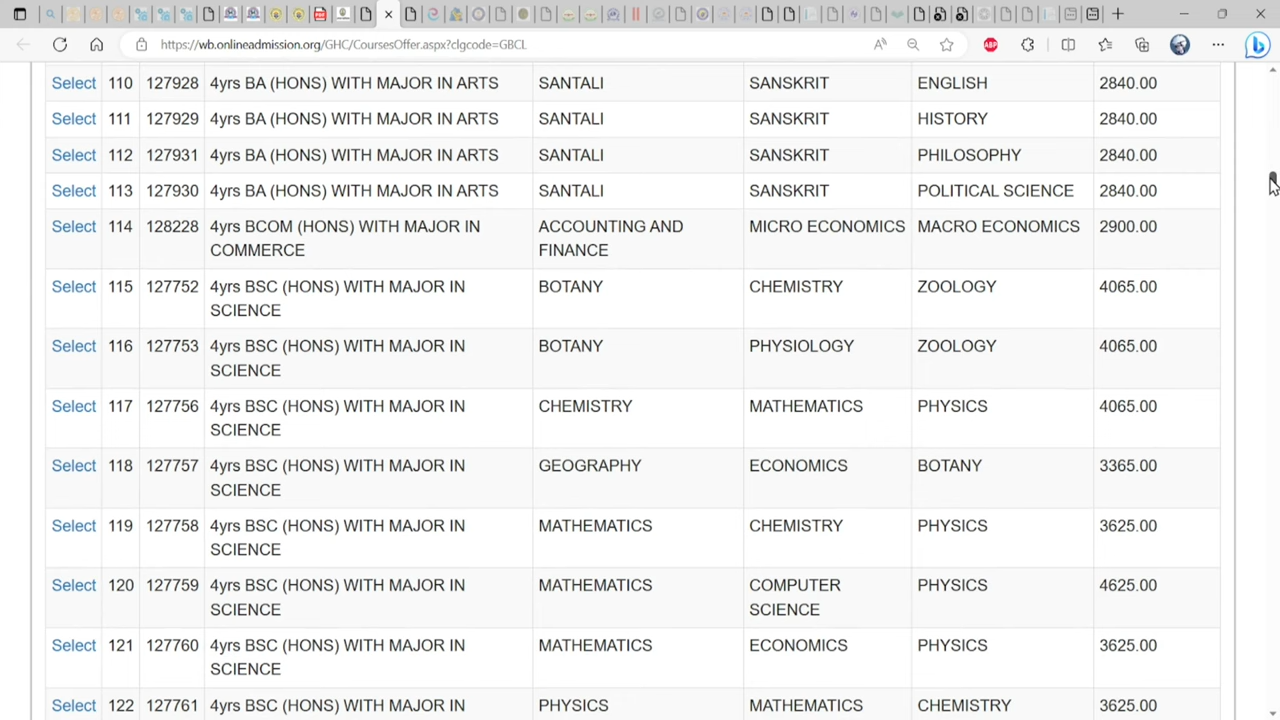 https://wb.onlineadmission.org/GHC/CoursesOffer.aspx?clgcode=GBCL
Select 110 127928 4yrs BA (HONS) WITH MAJOR IN ARTS SANTALI SANSKRIT ENGLISH 2840.00
Select 111 127929 4yrs BA (HONS) WITH MAJOR IN ARTS SANTALI SANSKRIT HISTORY 2840.00
Select 112 127931 4yrs BA (HONS) WITH MAJOR IN ARTS SANTALI SANSKRIT PHILOSOPHY 2840.00
Select 113 127930 4yrs BA (HONS) WITH MAJOR IN ARTS SANTALI SANSKRIT POLITICAL SCIENCE 2840.00
Select 114 128228 4yrs BCOM (HONS) WITH MAJOR IN ACCOUNTING AND MICRO ECONOMICS MACRO ECONOMICS 2900.00
COMMERCE FINANCE
Select 115 127752 4yrs BSC (HONS) WITH MAJOR IN BOTANY CHEMISTRY ZOOLOGY 4065.00
SCIENCE
Select 116 127753 4yrs BSC (HONS) WITH MAJOR IN BOTANY PHYSIOLOGY ZOOLOGY 4065.00
SCIENCE
Select 117 127756 4yrs BSC (HONS) WITH MAJOR IN CHEMISTRY MATHEMATICS PHYSICS 4065.00
SCIENCE
Select 118 127757 4yrs BSC (HONS) WITH MAJOR IN GEOGRAPHY ECONOMICS BOTANY 3365.00
SCIENCE
Select 119 127758 4yrs BSC (HONS) WITH MAJOR IN MATHEMATICS CHEMISTRY PHYSICS 3625.00
SCIENCE
Select 120 127759 4yrs BSC (HONS) WITH MAJOR IN MATHEMATICS COMPUTER PHYSICS 4625.00
SCIENCE SCIENCE
Select 121 127760 4yrs BSC (HONS) WITH MAJOR IN MATHEMATICS ECONOMICS PHYSICS 3625.00
SCIENCE
Select 122 127761 4yrs BSC (HONS) WITH MAJOR IN PHYSICS MATHEMATICS CHEMISTRY 3625.00